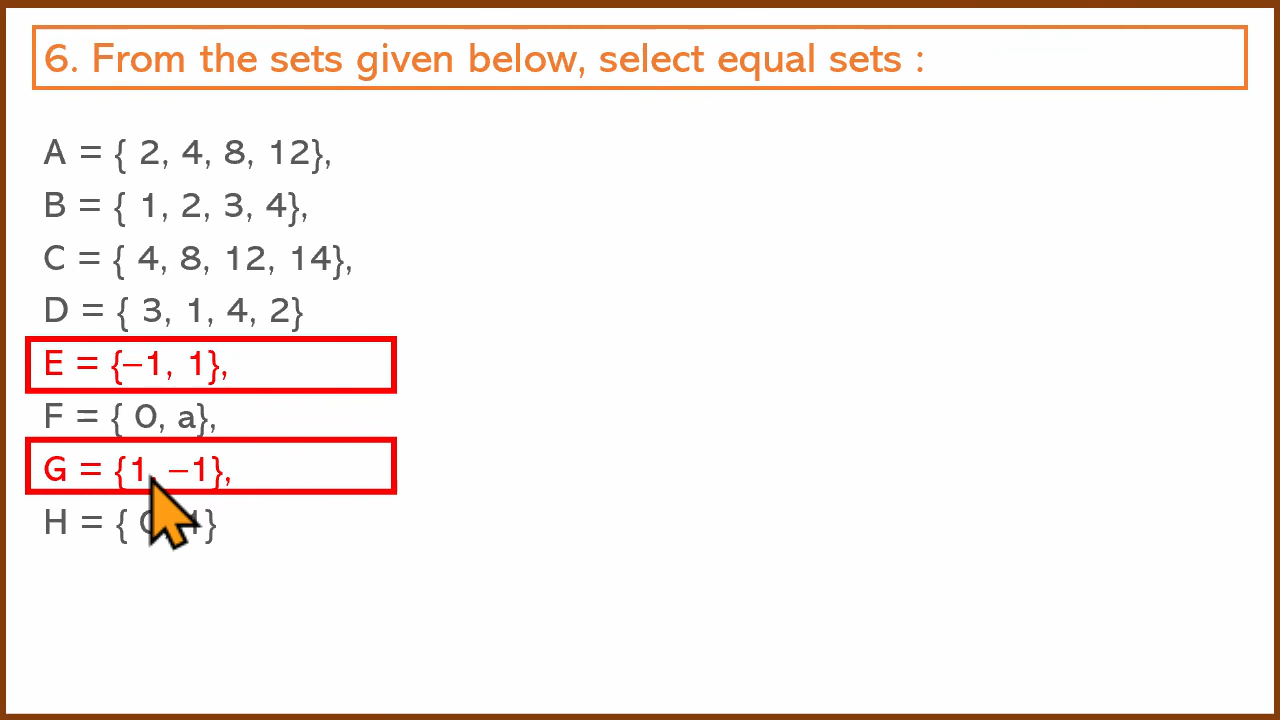 6. From the sets given below, select equal sets :
A = { 2, 4, 8, 12},
B = { 1, 2, 3, 4},
C = { 4, 8, 12, 14},
D = { 3, 1, 4, 2}
E = {−1, 1},
F = { 0, a},
G = {1, −1},
H = { }